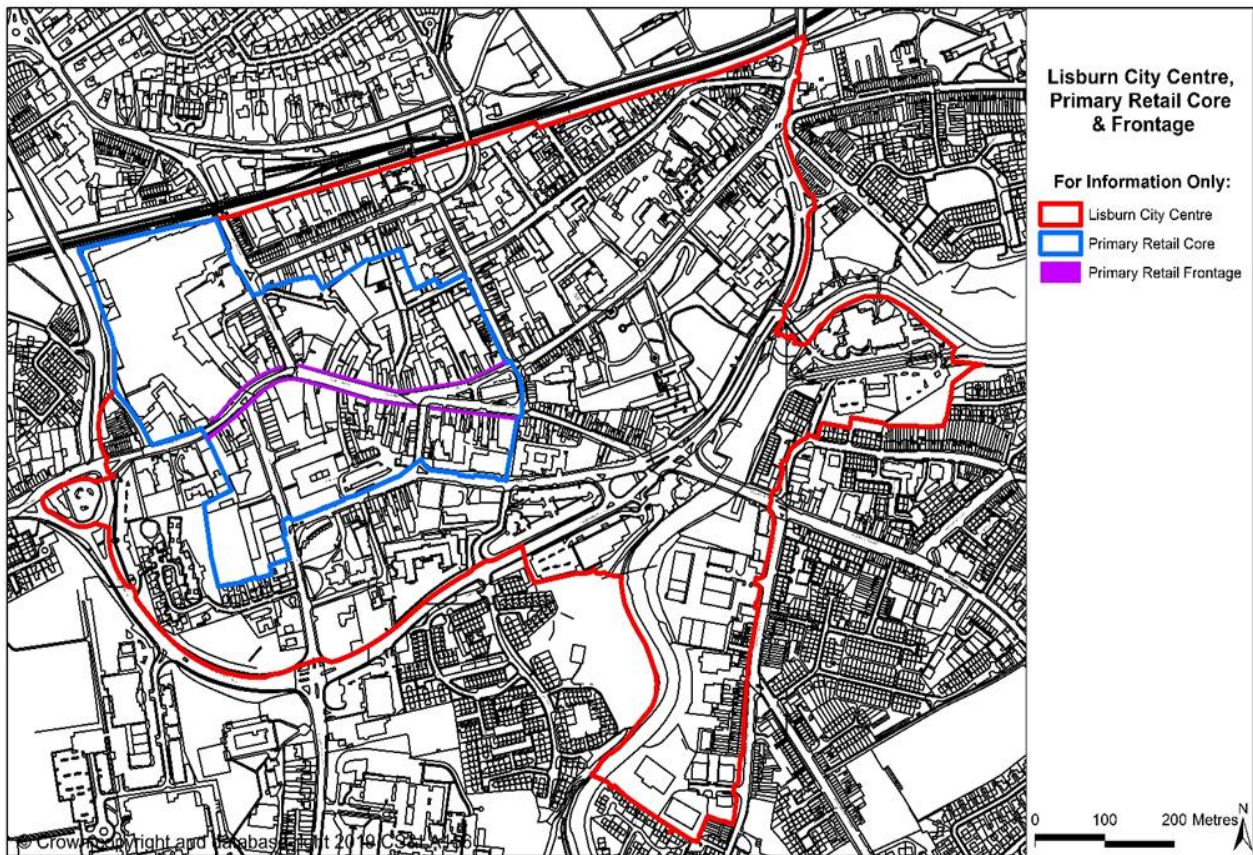 Lisburn City Centre,
Primary Retail Core
& Frontage
For Information Only:
Lisburn City Centre
Primary Retail Core
Primary Retail Frontage
0 100 200 Metres
N
© Crown copyright and database right